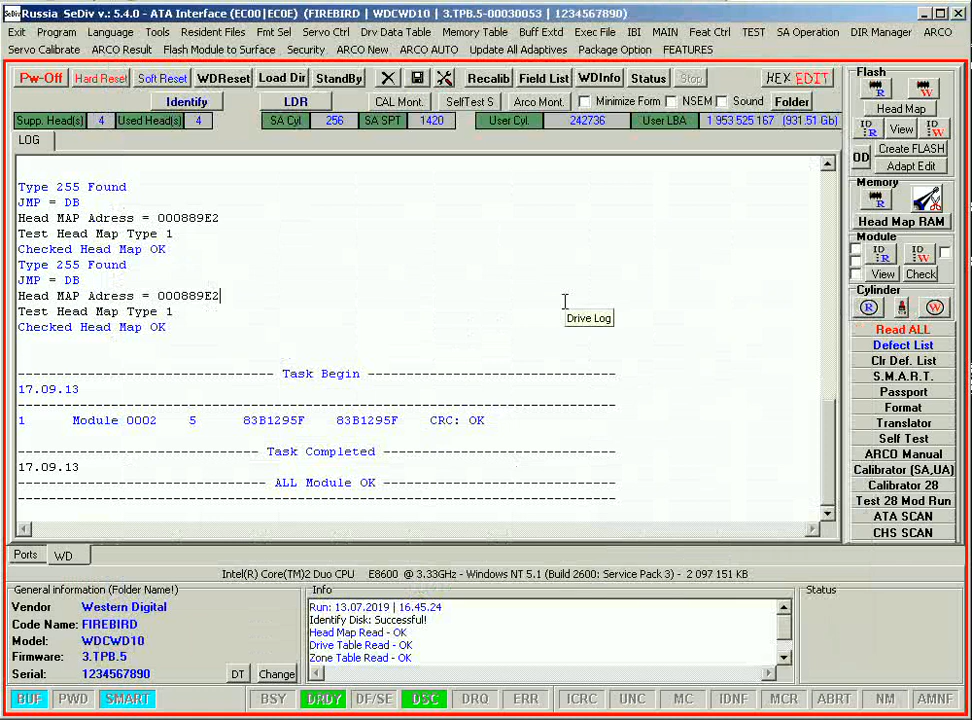 Russia SeDiv v.: 5.4.0 - ATA Interface (EC00|EC0E) (FIREBIRD | WDCWD10 | 3.TPB.5-00030053 | 1234567890)
Exit Program Language Tools Resident Files Fmt Sml Servo Ctrl Drv Data Table Memory Table Buff Extd Exec File IBI MAIN Feat Ctrl TEST SA Operation DIR Manager ARCO
Servo Calibrate ARCO Result Flash Module to Surface Security ARCO New ARCO AUTO Update All Adaptives Package Option FEATURES
Pw-Off Hard Reset Soft Reset WDReset Load Dir StandBy Recalib Field List WDInfo Status Stop HEX EDIT
Identify LDR CAL Mont. SelfTest S Arco Mont. Minimize Form NSEM Sound Folder
Supp. Head(s) 4 Used Head(s) 4 SA Cyl 256 SA SPT 1420 User Cyl. 242736 User LBA 1 953 525 167 (931.51 Gb)
LOG
Type 255 Found
JMP = DB
Head MAP Adress = 000889E2
Test Head Map Type 1
Checked Head Map OK
Type 255 Found
JMP = DB
Head MAP Adress = 000889E2
Test Head Map Type 1
Checked Head Map OK
Drive Log
Task Begin
17.09.13
1 Module 0002 5 83B1295F 83B1295F CRC: OK
Task Completed
17.09.13
ALL Module OK
Flash
R W
Head Map
ID R View ID W
OD Create FLASH
Adapt Edit
Memory
R
Head Map RAM
Module
ID R ID W
View Check
Cylinder
R W
Read ALL
Defect List
Clr Def. List
S.M.A.R.T.
Passport
Format
Translator
Self Test
ARCO Manual
Calibrator (SA,UA)
Calibrator 28
Test 28 Mod Run
ATA SCAN
CHS SCAN
Ports WD
Intel(R) Core(TM)2 Duo CPU E8600 @ 3.33GHz - Windows NT 5.1 (Build 2600: Service Pack 3) - 2 097 151 KB
General information (Folder Name!)
Vendor Western Digital
Code Name: FIREBIRD
Model: WDCWD10
Firmware: 3.TPB.5
Serial: 1234567890 DT Change
Info
Run: 13.07.2019 | 16.45.24
Identify Disk: Successful!
Head Map Read - OK
Drive Table Read - OK
Zone Table Read - OK
Status
BUF PWD SMART BSY DRDY DF/SE DSC DRQ ERR ICRC UNC MC IDNF MCR ABRT NM AMNF